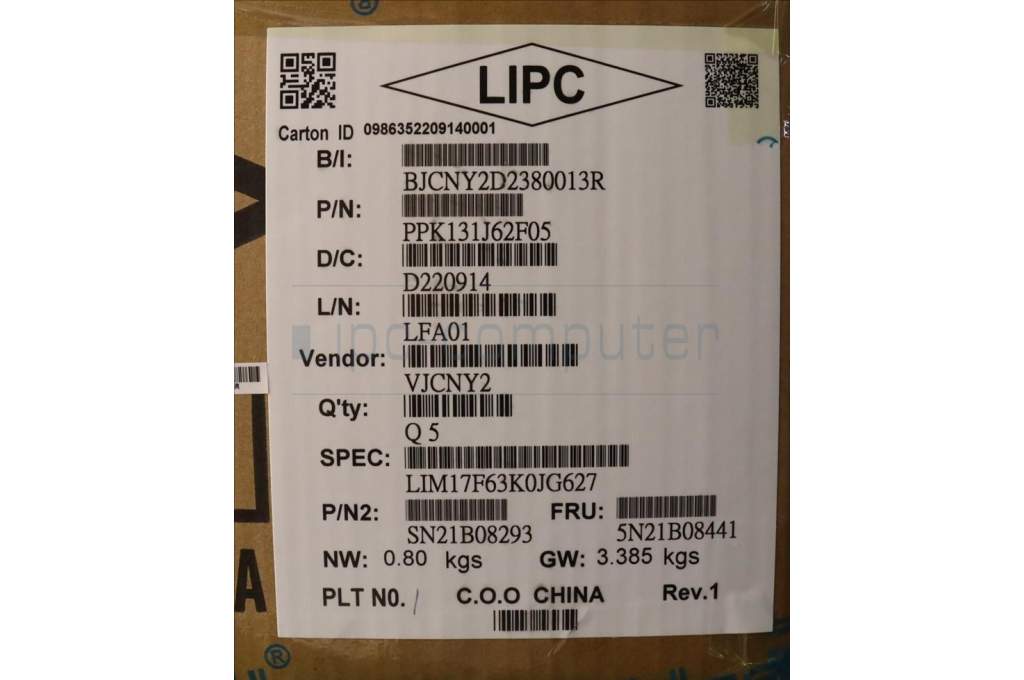 LIPC
Carton ID 0986352209140001
B/I:
BJCNY2D2380013R
P/N:
PPK131J62F05
D/C:
D220914
L/N:
LFA01
Vendor:
VJCNY2
Q'ty:
Q 5
SPEC:
LIM17F63K0JG627
P/N2:
SN21B08293
FRU:
5N21B08441
NW: 0.80 kgs GW: 3.385 kgs
PLT N0. / C.O.O CHINA Rev.1
A
®